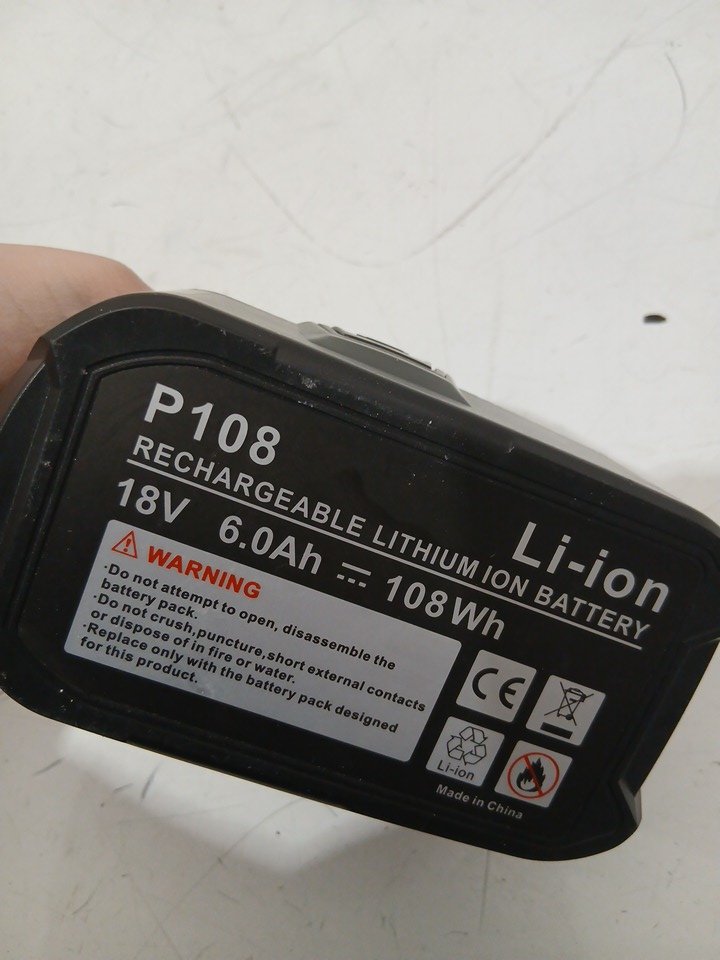 P108
Li-ion
RECHARGEABLE LITHIUM ION BATTERY
18V 6.0Ah ⎓ 108Wh
WARNING
·Do not attempt to open, disassemble the
battery pack.
·Do not crush,puncture,short external contacts
or dispose of in fire or water.
·Replace only with the battery pack designed
for this product.
CE
Li-ion
Made in China